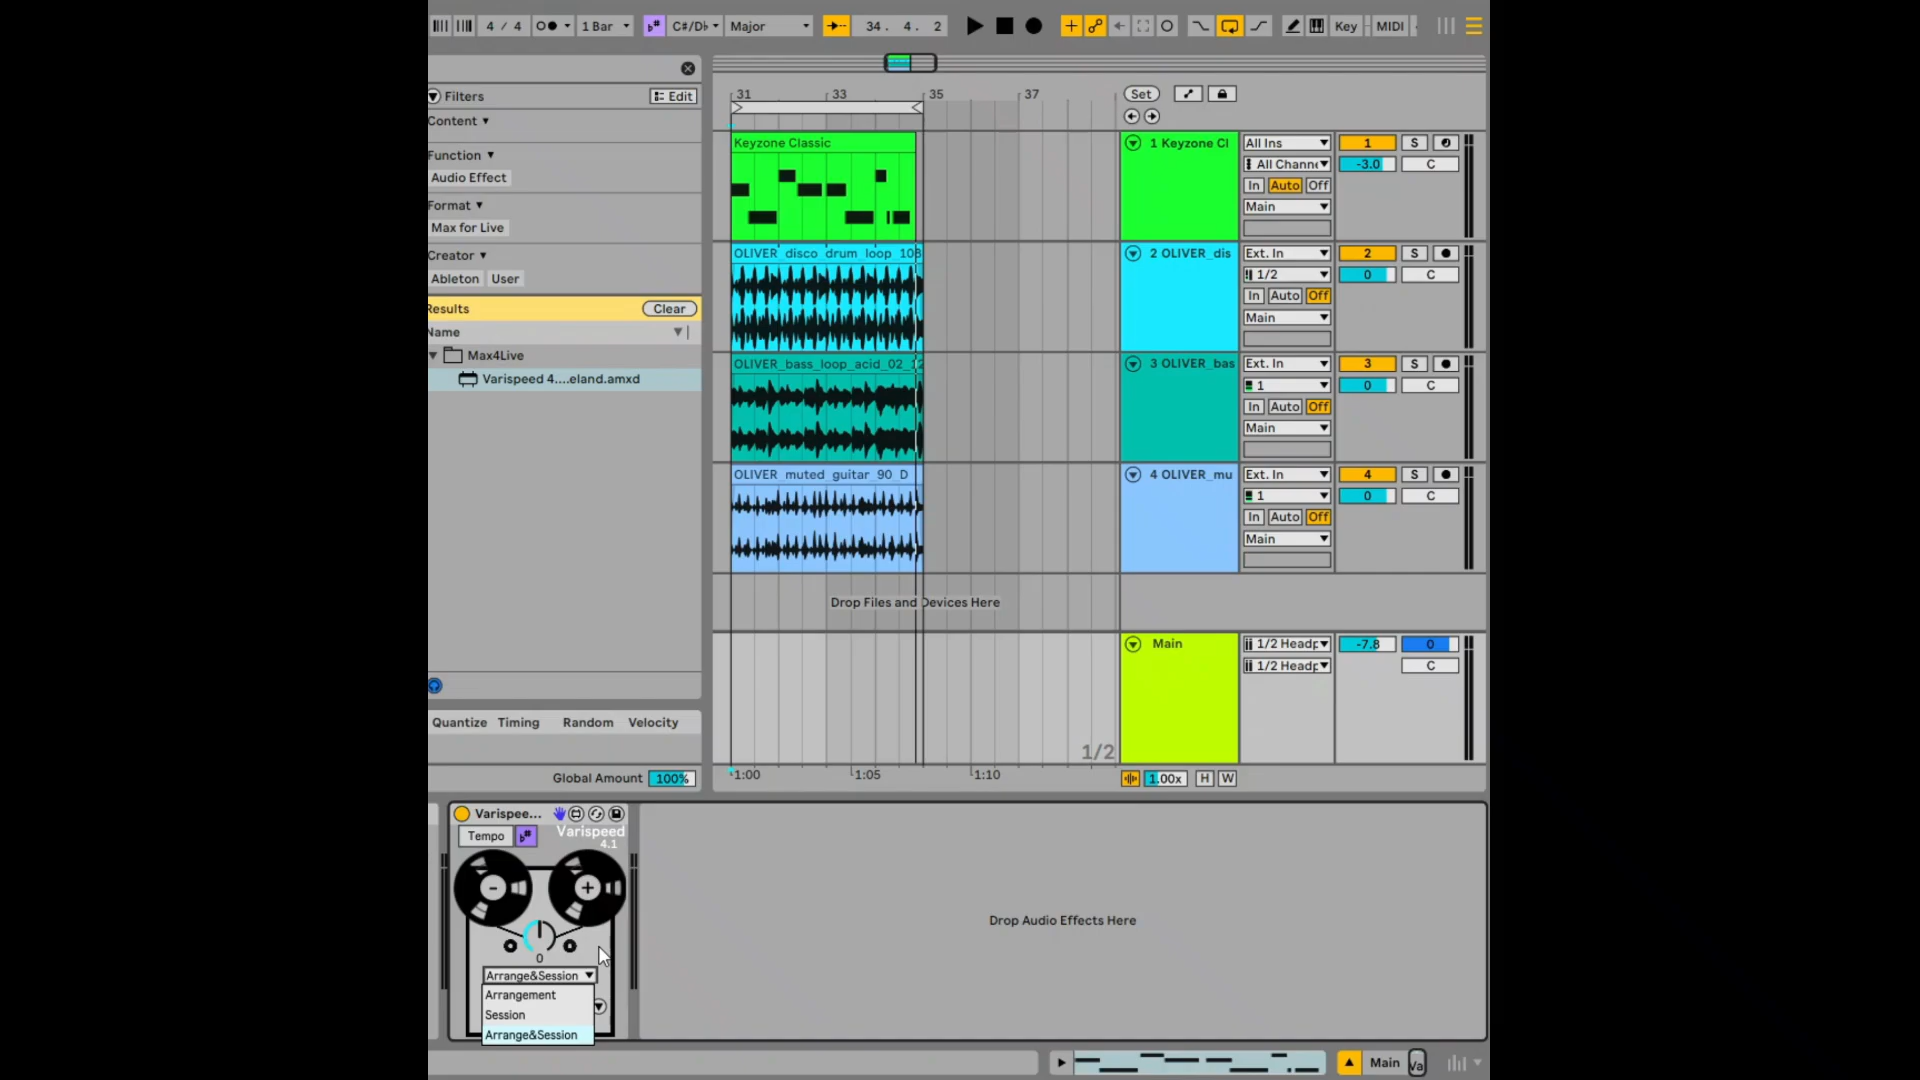 4 / 4 1 Bar C#/D♭ Major 34. 4. 2 Key MIDI
Filters Edit
Content
Function
Audio Effect
Format
Max for Live
Creator
Ableton User
Results Clear
Name
Max4Live
Varispeed 4....eland.amxd
Quantize Timing Random Velocity
Global Amount 100%
31 33 35 37
Set
Keyzone Classic
1 Keyzone Cl All Ins 1 S
All Channe -3.0 C
In Auto Off
Main
OLIVER_disco_drum_loop_108
2 OLIVER_dis Ext. In 2 S
1/2 0 C
In Auto Off
Main
OLIVER_bass_loop_acid_02_12
3 OLIVER_bas Ext. In 3 S
1 0 C
In Auto Off
Main
OLIVER_muted_guitar_90_D
4 OLIVER_mu Ext. In 4 S
1 0 C
In Auto Off
Main
Drop Files and Devices Here
Main 1/2 Headp -7.8 0
1/2 Headp C
1/2
1:00 1:05 1:10
1.00x H W
Varispee...
Tempo Varispeed
4.1
- +
0
Arrange&Session
Arrangement
Session
Arrange&Session
Drop Audio Effects Here
Main Va